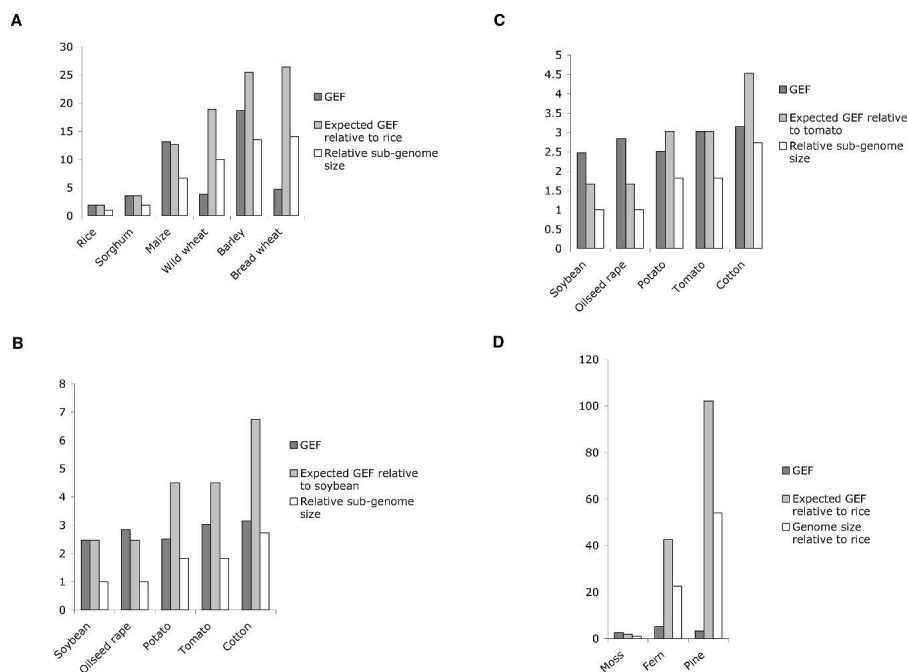 A
30
25
20
15
10
5
0
Rice
Sorghum
Maize
Wild wheat
Barley
Bread wheat
GEF
Expected GEF
relative to rice
Relative sub-genome
size
C
5
4.5
4
3.5
3
2.5
2
1.5
1
0.5
0
Soybean
Oilseed rape
Potato
Tomato
Cotton
GEF
Expected GEF relative
to tomato
Relative sub-genome
size
B
8
7
6
5
4
3
2
1
0
Soybean
Oilseed rape
Potato
Tomato
Cotton
GEF
Expected GEF relative
to soybean
Relative sub-genome
size
D
120
100
80
60
40
20
0
Moss
Fern
Pine
GEF
Expected GEF
relative to rice
Genome size
relative to rice